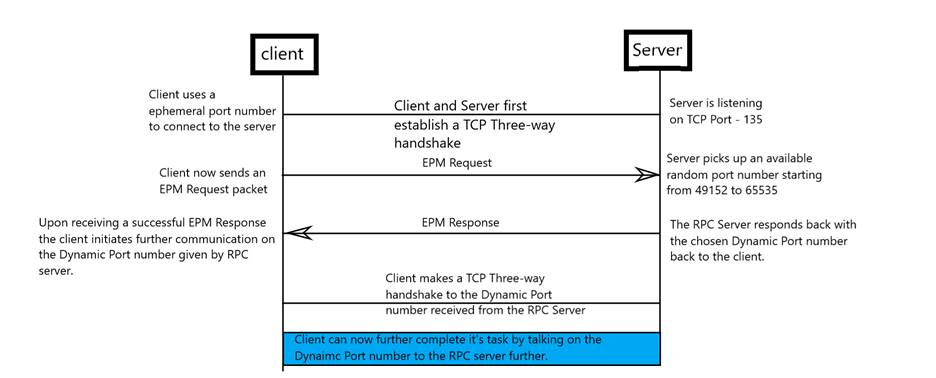 client
Server
Client uses a
ephemeral port number
to connect to the server
Client and Server first
establish a TCP Three-way
handshake
Server is listening
on TCP Port - 135
EPM Request
Client now sends an
EPM Request packet
Server picks up an available
random port number starting
from 49152 to 65535
Upon receiving a successful EPM Response
the client initiates further communication on
the Dynamic Port number given by RPC
server.
EPM Response
The RPC Server responds back with
the chosen Dynamic Port number
back to the client.
Client makes a TCP Three-way
handshake to the Dynamic Port
number received from the RPC Server
Client can now further complete it's task by talking on the
Dynaimc Port number to the RPC server further.